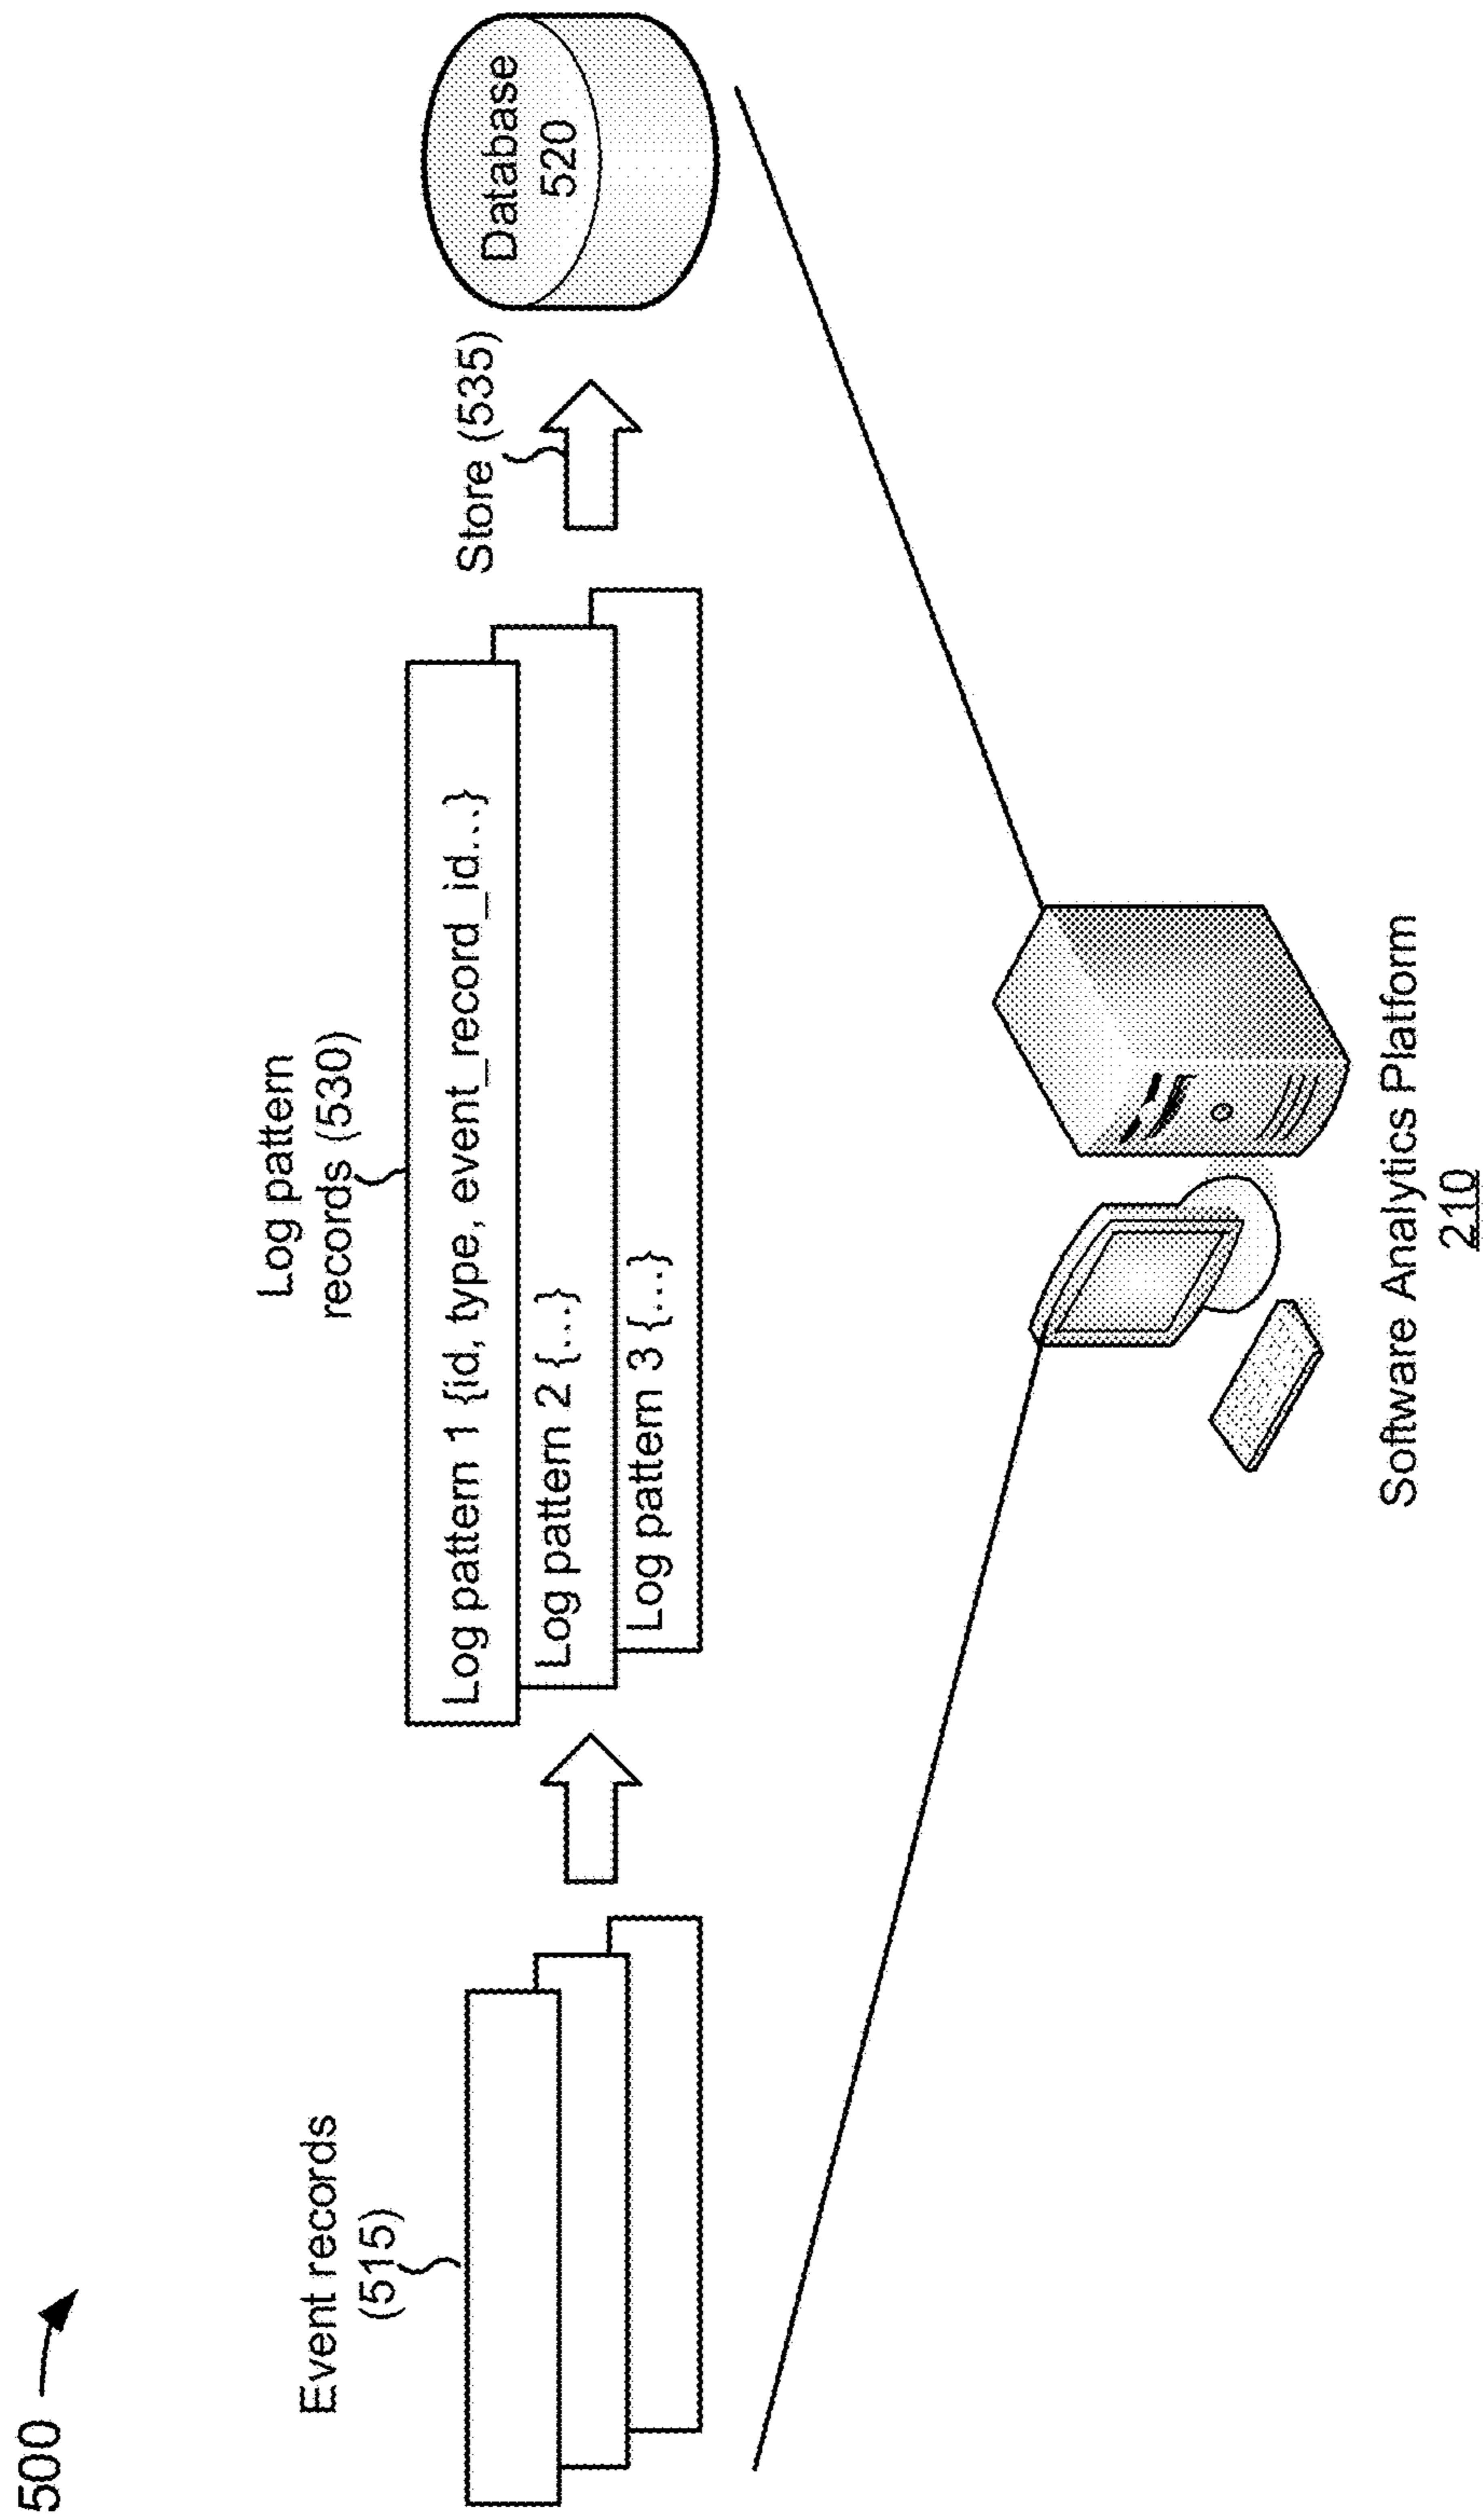 500
Event records
(515)
Log pattern
records (530)
Log pattern 1 {id, type, event_record_id...}
Log pattern 2 {...}
Log pattern 3 {...}
Store (535)
Database
520
Software Analytics Platform
210